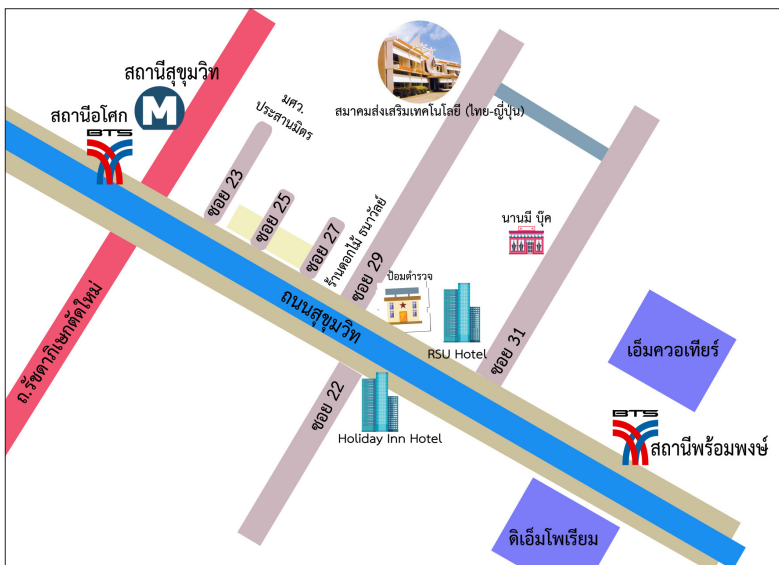 สถานีสุขุมวิท
M
สถานีอโศก
BTS
มศว.
ประสานมิตร
สมาคมส่งเสริมเทคโนโลยี (ไทย-ญี่ปุ่น)
ซอย 23
ซอย 25
ซอย 27
ร้านดอกไม้ ธนาวัลย์
ซอย 29
นานมี บุ๊ค
ป้อมตำรวจ
RSU Hotel
ซอย 31
ถนนสุขุมวิท
ถ.รัชดาภิเษกตัดใหม่
ซอย 22
Holiday Inn Hotel
เอ็มควอเทียร์
BTS
สถานีพร้อมพงษ์
ดิเอ็มโพเรียม